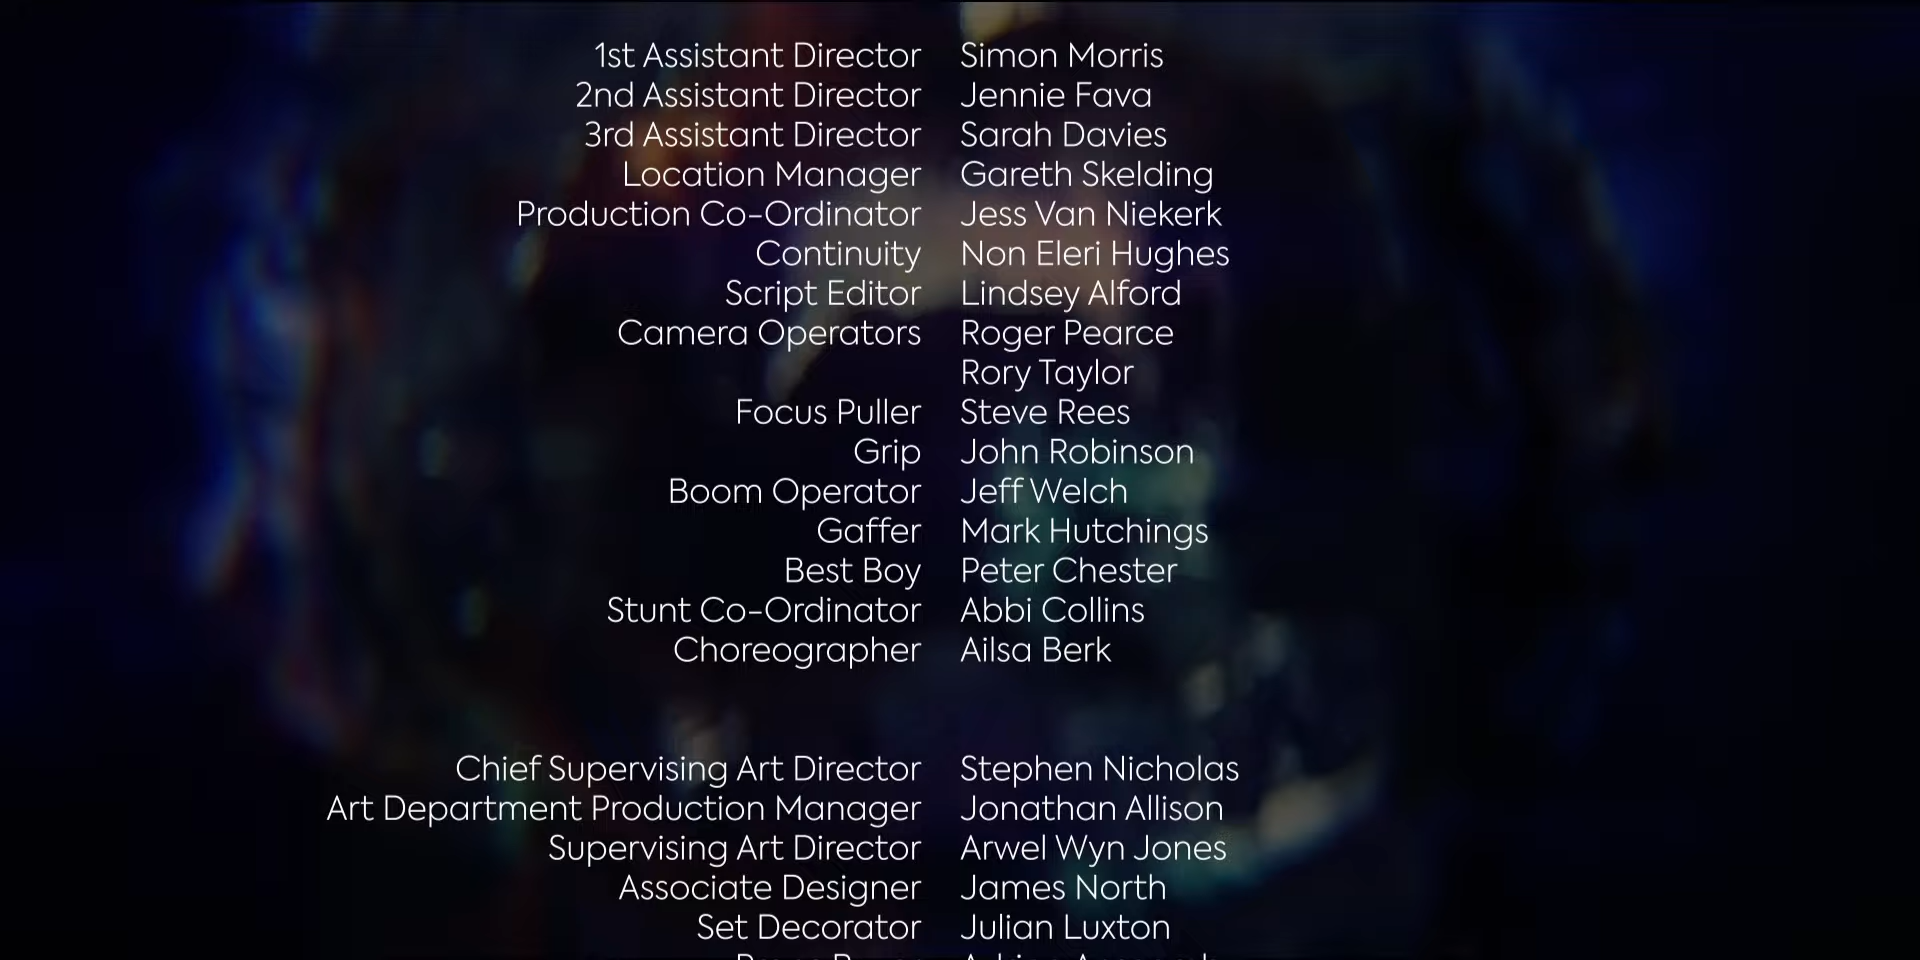 1st Assistant Director Simon Morris
2nd Assistant Director Jennie Fava
3rd Assistant Director Sarah Davies
Location Manager Gareth Skelding
Production Co-Ordinator Jess Van Niekerk
Continuity Non Eleri Hughes
Script Editor Lindsey Alford
Camera Operators Roger Pearce
Rory Taylor
Focus Puller Steve Rees
Grip John Robinson
Boom Operator Jeff Welch
Gaffer Mark Hutchings
Best Boy Peter Chester
Stunt Co-Ordinator Abbi Collins
Choreographer Ailsa Berk
Chief Supervising Art Director Stephen Nicholas
Art Department Production Manager Jonathan Allison
Supervising Art Director Arwel Wyn Jones
Associate Designer James North
Set Decorator Julian Luxton